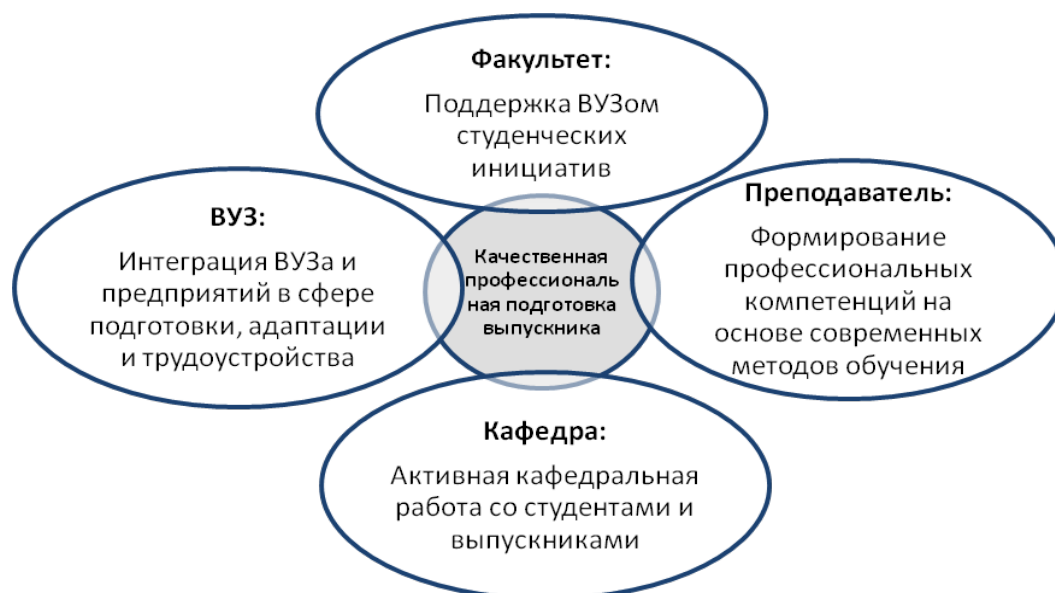 Факультет:
Поддержка ВУЗом
студенческих
инициатив
ВУЗ:
Интеграция ВУЗа и
предприятий в сфере
подготовки, адаптации
и трудоустройства
Качественная
профессиональ
ная подготовка
выпускника
Преподаватель:
Формирование
профессиональных
компетенций на
основе современных
методов обучения
Кафедра:
Активная кафедральная
работа со студентами и
выпускниками